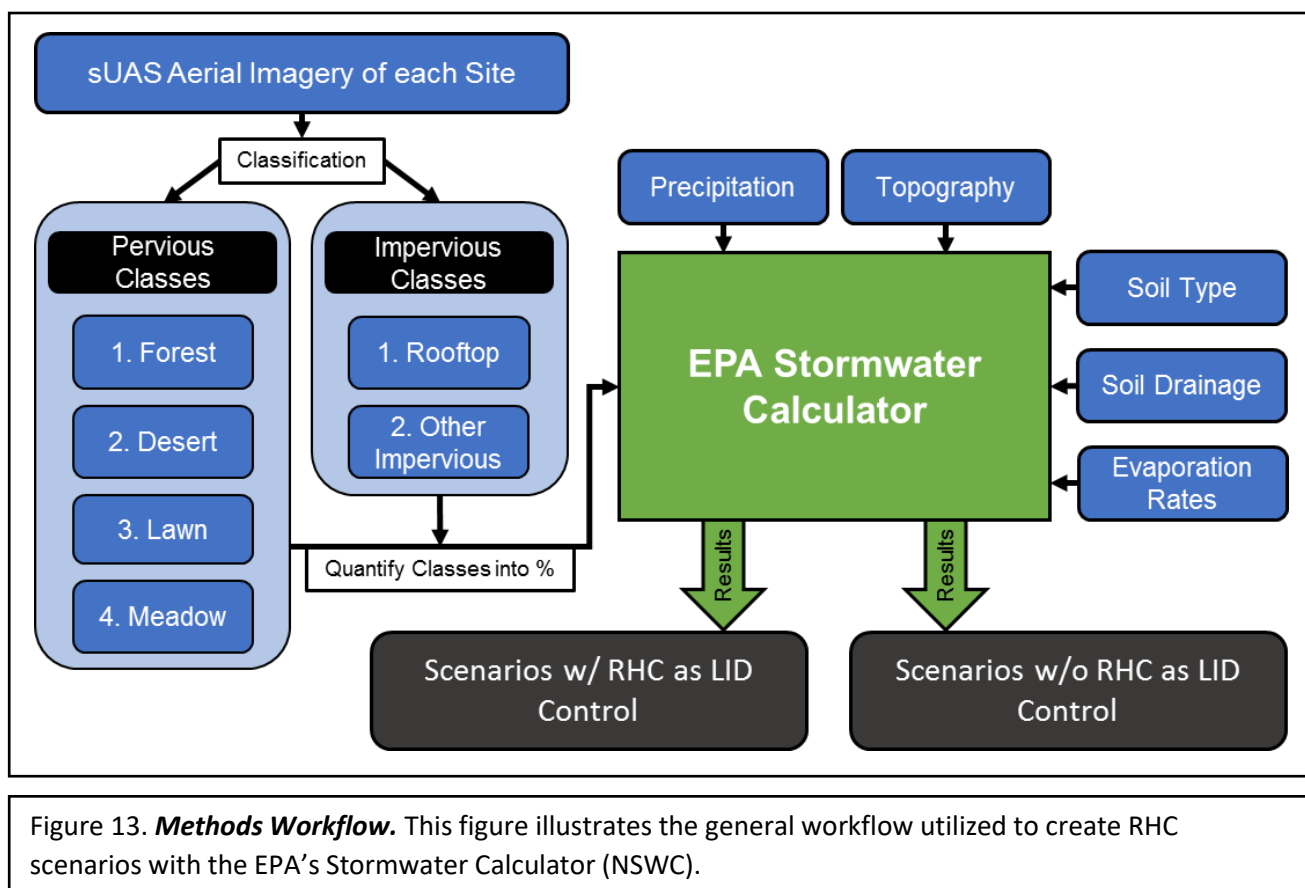 sUAS Aerial Imagery of each Site
Classification
Pervious
Classes
1. Forest
2. Desert
3. Lawn
4. Meadow
Impervious
Classes
1. Rooftop
2. Other
Impervious
Quantify Classes into %
Precipitation
Topography
EPA Stormwater
Calculator
Soil Type
Soil Drainage
Evaporation
Rates
Results
Results
Scenarios w/ RHC as LID
Control
Scenarios w/o RHC as LID
Control
Figure 13. Methods Workflow. This figure illustrates the general workflow utilized to create RHC
scenarios with the EPA’s Stormwater Calculator (NSWC).